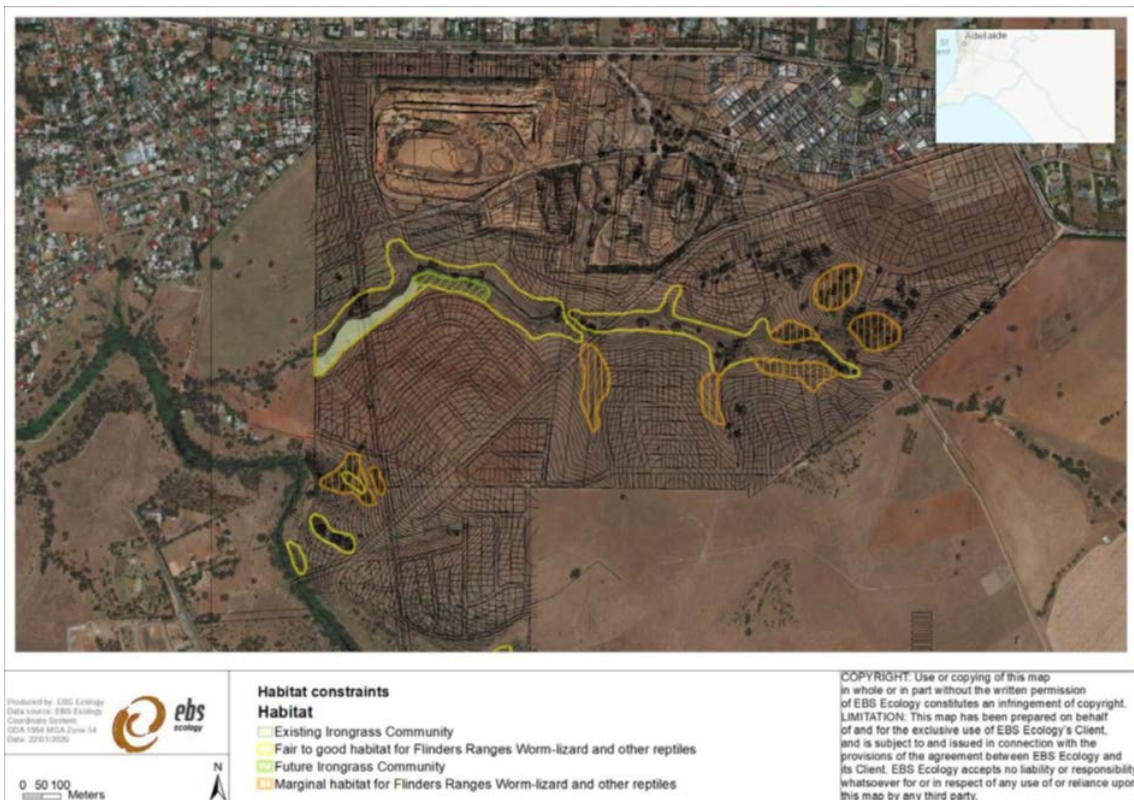 Adelaide
Produced by: EBS Ecology
Data source: EBS Ecology
Coordinate System:
GDA 1994 MGA Zone 54
Date: 22/01/2020
ebs
ecology
N
0 50 100
Meters
Habitat constraints
Habitat
Existing Irongrass Community
Fair to good habitat for Flinders Ranges Worm-lizard and other reptiles
Future Irongrass Community
Marginal habitat for Flinders Ranges Worm-lizard and other reptiles
COPYRIGHT: Use or copying of this map
in whole or in part without the written permission
of EBS Ecology constitutes an infringement of copyright.
LIMITATION: This map has been prepared on behalf
of and for the exclusive use of EBS Ecology's Client,
and is subject to and issued in connection with the
provisions of the agreement between EBS Ecology and
its Client. EBS Ecology accepts no liability or responsibility
whatsoever for or in respect of any use of or reliance upon
this map by any third party.